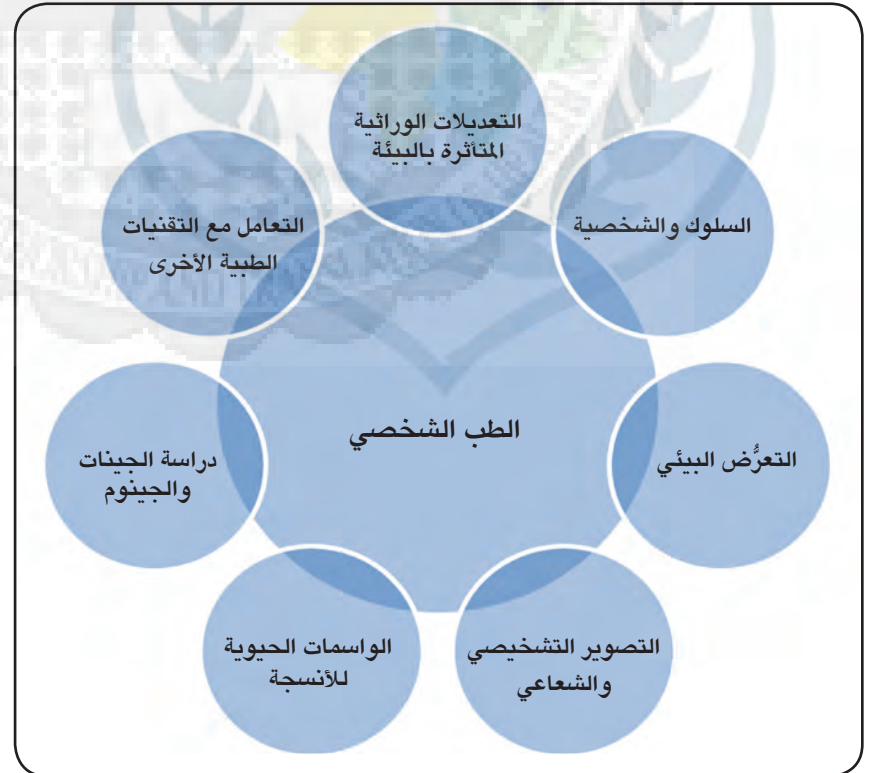 التعديلات الوراثية
المتأثرة بالبيئة
السلوك والشخصية
التعرُّض البيئي
التصوير التشخيصي
والشعاعي
الواسمات الحيوية
للأنسجة
دراسة الجينات
والجينوم
التعامل مع التقنيات
الطبية الأخرى
الطب الشخصي